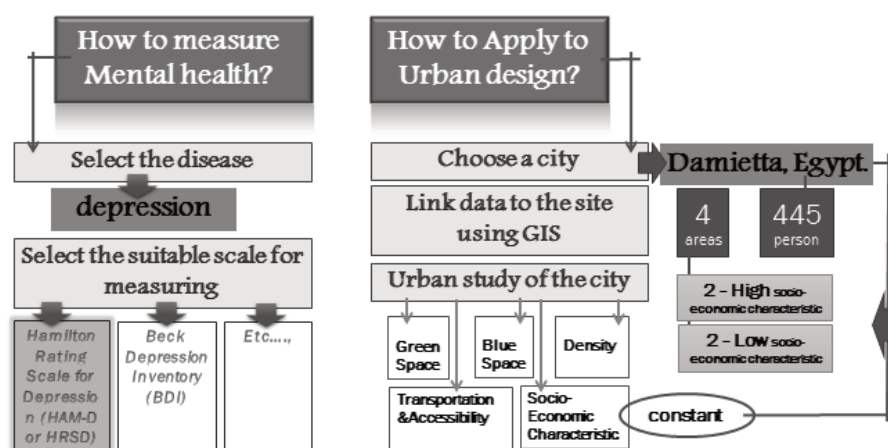 How to measure
Mental health?
Select the disease
depression
Select the suitable scale for
measuring
Hamilton
Rating
Scale for
Depressio
n (HAM-D
or HRSD)
Beck
Depression
Inventory
(BDI)
Etc....,
How to Apply to
Urban design?
Choose a city
Link data to the site
using GIS
Urban study of the city
Green
Space
Blue
Space
Density
Transportation
&Accessibility
Socio-
Economic
Characteristic
constant
Damietta, Egypt.
4
areas
445
person
2 - High socio-
economic characteristic
2 - Low socio-
economic characteristic